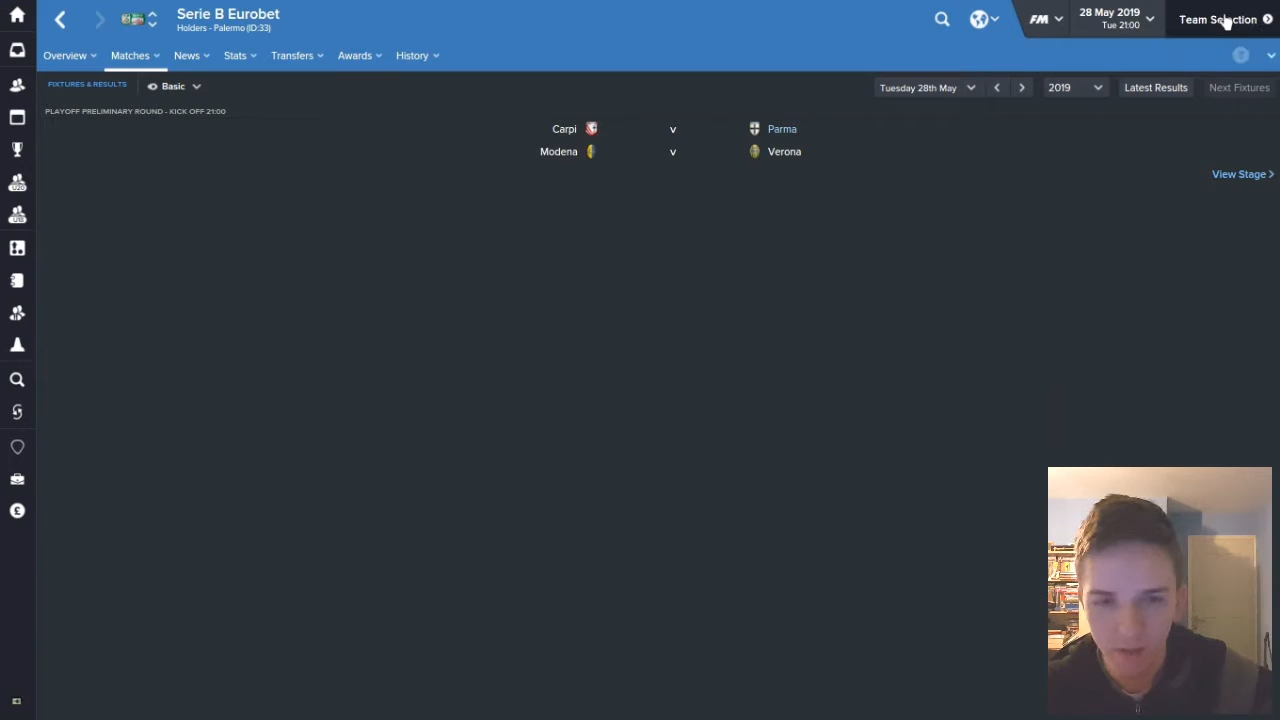 Serie B Eurobet
Holders - Palermo (ID:33)
FM
28 May 2019
Tue 21:00
Team Selection
Overview
Matches
News
Stats
Transfers
Awards
History
FIXTURES & RESULTS
Basic
Tuesday 28th May
2019
Latest Results
Next Fixtures
PLAYOFF PRELIMINARY ROUND - KICK OFF 21:00
Carpi v Parma
Modena v Verona
View Stage >